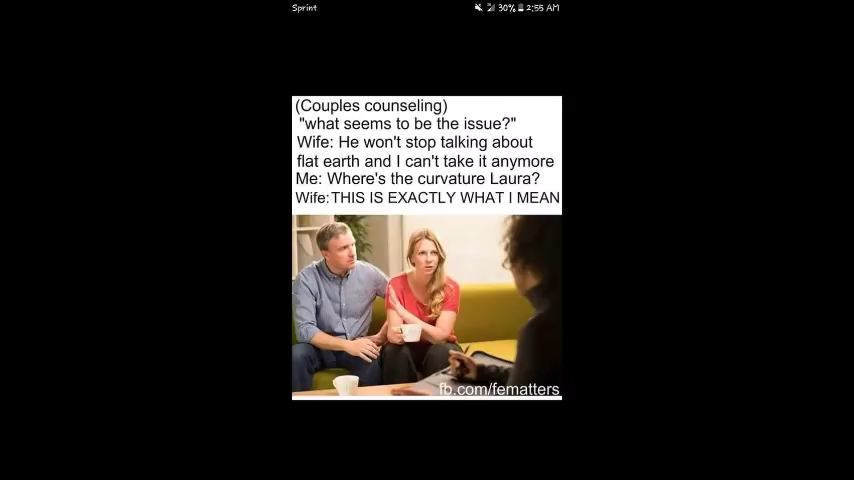 Sprint 30% 2:55 AM
(Couples counseling)
"what seems to be the issue?"
Wife: He won't stop talking about
flat earth and I can't take it anymore
Me: Where's the curvature Laura?
Wife: THIS IS EXACTLY WHAT I MEAN
fb.com/fematters